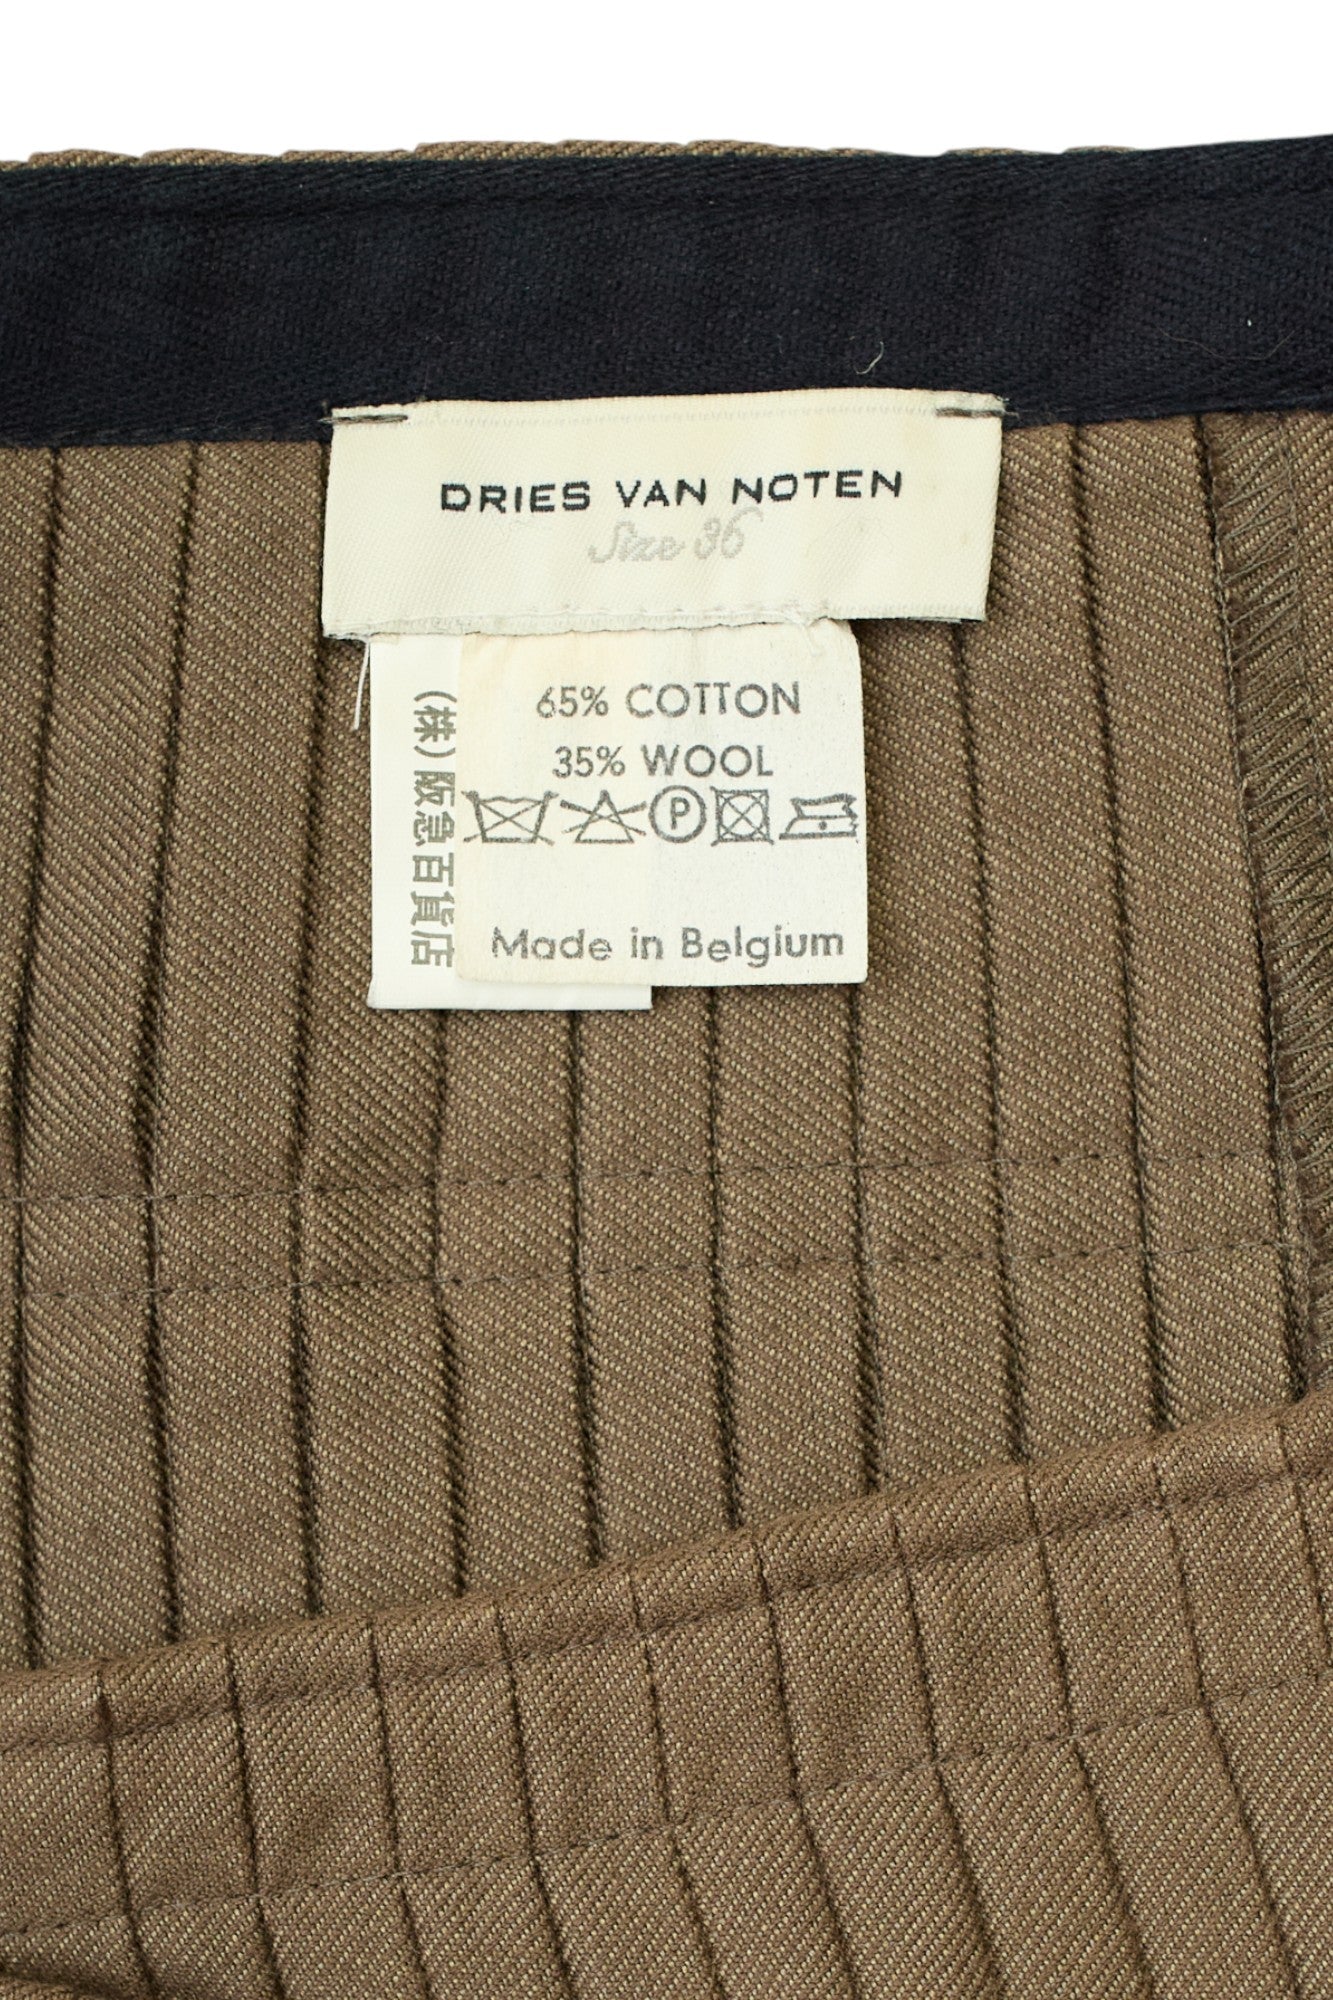 DRIES VAN NOTEN
Size 36
65% COTTON
35% WOOL
P
Made in Belgium
(株)阪急百貨店